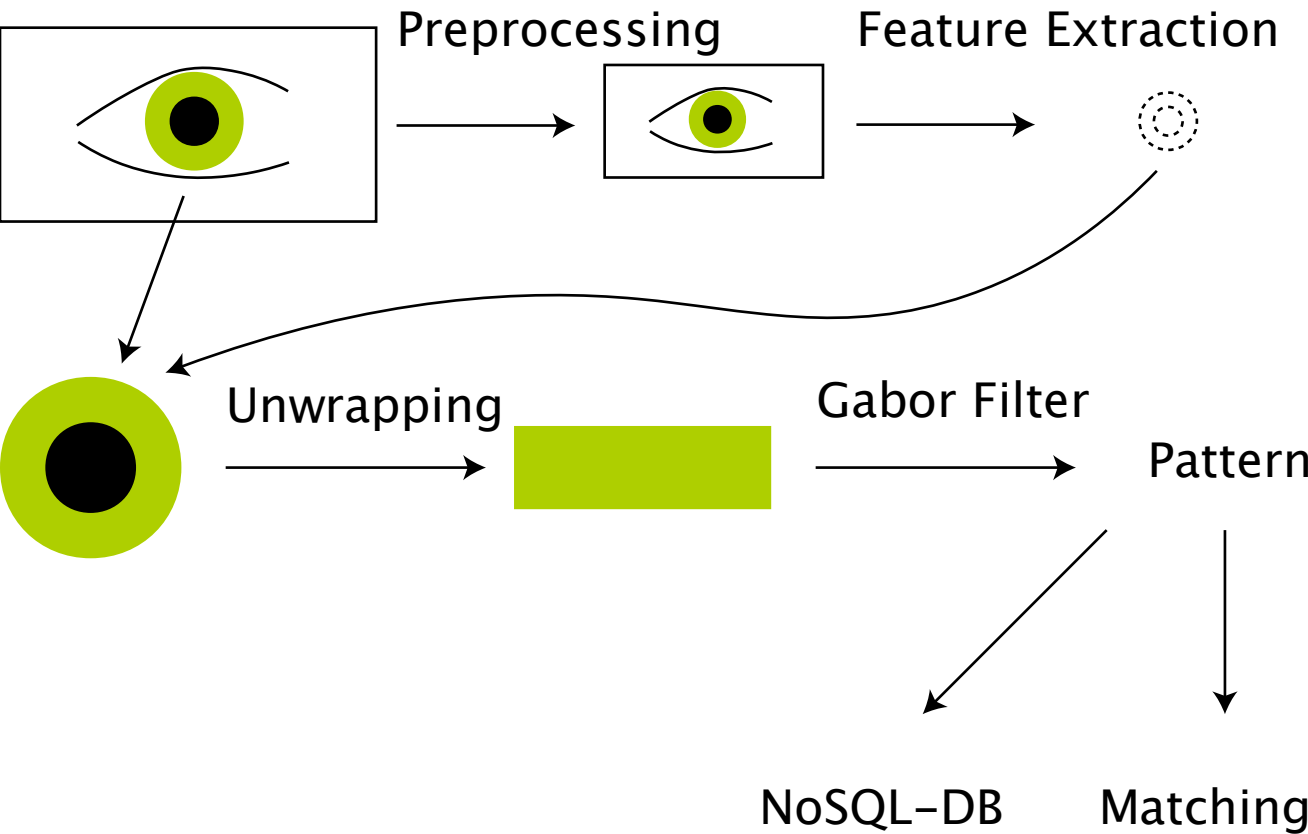 Preprocessing
Feature Extraction
Unwrapping
Gabor Filter
Pattern
NoSQL-DB
Matching